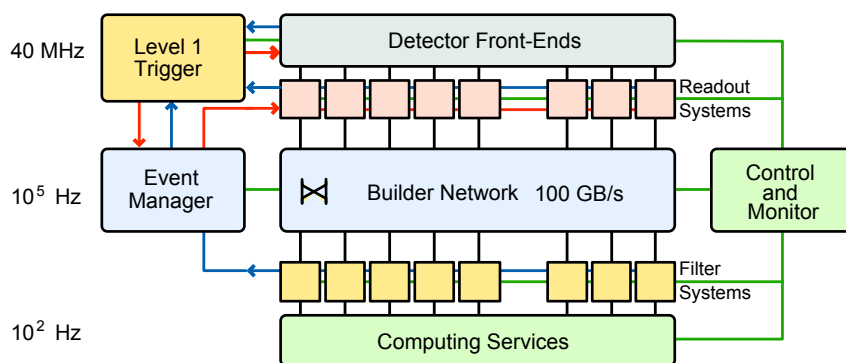 40 MHz
Level 1
Trigger
Detector Front-Ends
Readout
Systems
10⁵ Hz
Event
Manager
Builder Network 100 GB/s
Control
and
Monitor
Filter
Systems
10² Hz
Computing Services